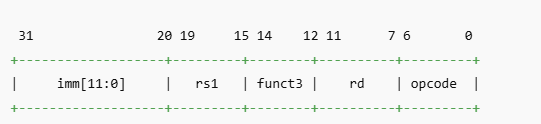 31 20 19 15 14 12 11 7 6 0
+------------------+---------+--------+---------+---------+
| imm[11:0] | rs1 | funct3 | rd | opcode |
+------------------+---------+--------+---------+---------+